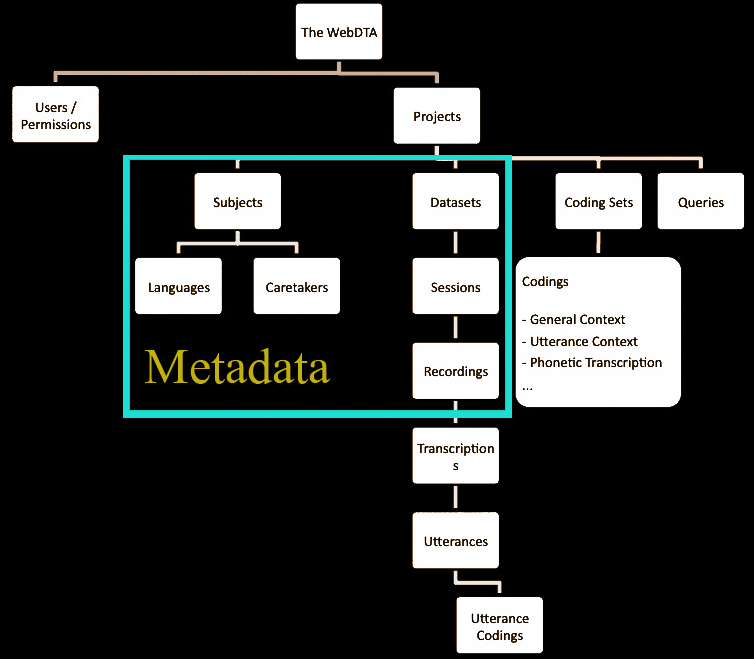 The WebDTA
Users /
Permissions
Projects
Subjects
Datasets
Coding Sets
Queries
Languages
Caretakers
Sessions
Codings
- General Context
- Utterance Context
- Phonetic Transcription
...
Metadata
Recordings
Transcription
s
Utterances
Utterance
Codings